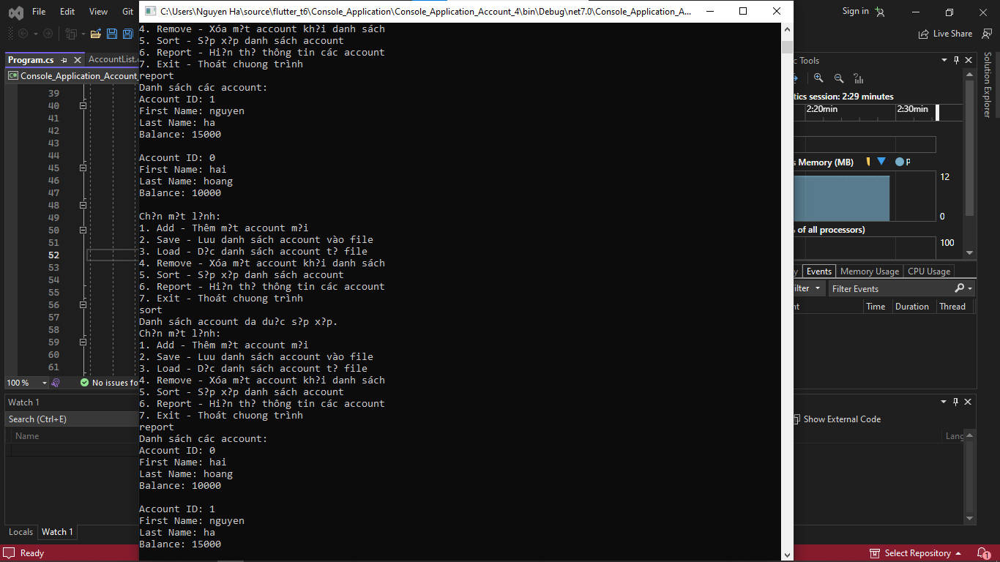 File Edit View Git
C:\Users\Nguyen Ha\source\flutter_t6\Console_Application\Console_Application_Account_4\bin\Debug\net7.0\Console_Application_A...
Sign in
Live Share
Program.cs
AccountList.
Console_Application_Account_
39
40
41
42
43
44
45
46
47
48
49
50
51
52
53
54
55
56
57
58
59
60
61
100 %
No issues fo
Watch 1
Search (Ctrl+E)
Name
Locals
Watch 1
Ready
4. Remove - Xóa m?t account kh?i danh sách
5. Sort - S?p x?p danh sách account
6. Report - Hi?n th? thông tin các account
7. Exit - Thoát chuong trình
report
Danh sách các account:
Account ID: 1
First Name: nguyen
Last Name: ha
Balance: 15000
Account ID: 0
First Name: hai
Last Name: hoang
Balance: 10000
Ch?n m?t l?nh:
1. Add - Thêm m?t account m?i
2. Save - Luu danh sách account vào file
3. Load - D?c danh sách account t? file
4. Remove - Xóa m?t account kh?i danh sách
5. Sort - S?p x?p danh sách account
6. Report - Hi?n th? thông tin các account
7. Exit - Thoát chuong trình
sort
Danh sách account da du?c s?p x?p.
Ch?n m?t l?nh:
1. Add - Thêm m?t account m?i
2. Save - Luu danh sách account vào file
3. Load - D?c danh sách account t? file
4. Remove - Xóa m?t account kh?i danh sách
5. Sort - S?p x?p danh sách account
6. Report - Hi?n th? thông tin các account
7. Exit - Thoát chuong trình
report
Danh sách các account:
Account ID: 0
First Name: hai
Last Name: hoang
Balance: 10000
Account ID: 1
First Name: nguyen
Last Name: ha
Balance: 15000
c Tools
Solution Explorer
tics session: 2:29 minutes
2:20min 2:30min
s Memory (MB) P
12
0
of all processors)
100
y Events Memory Usage CPU Usage
ilter Filter Events
nt Time Duration Thread
Show External Code
Lang
Select Repository
1